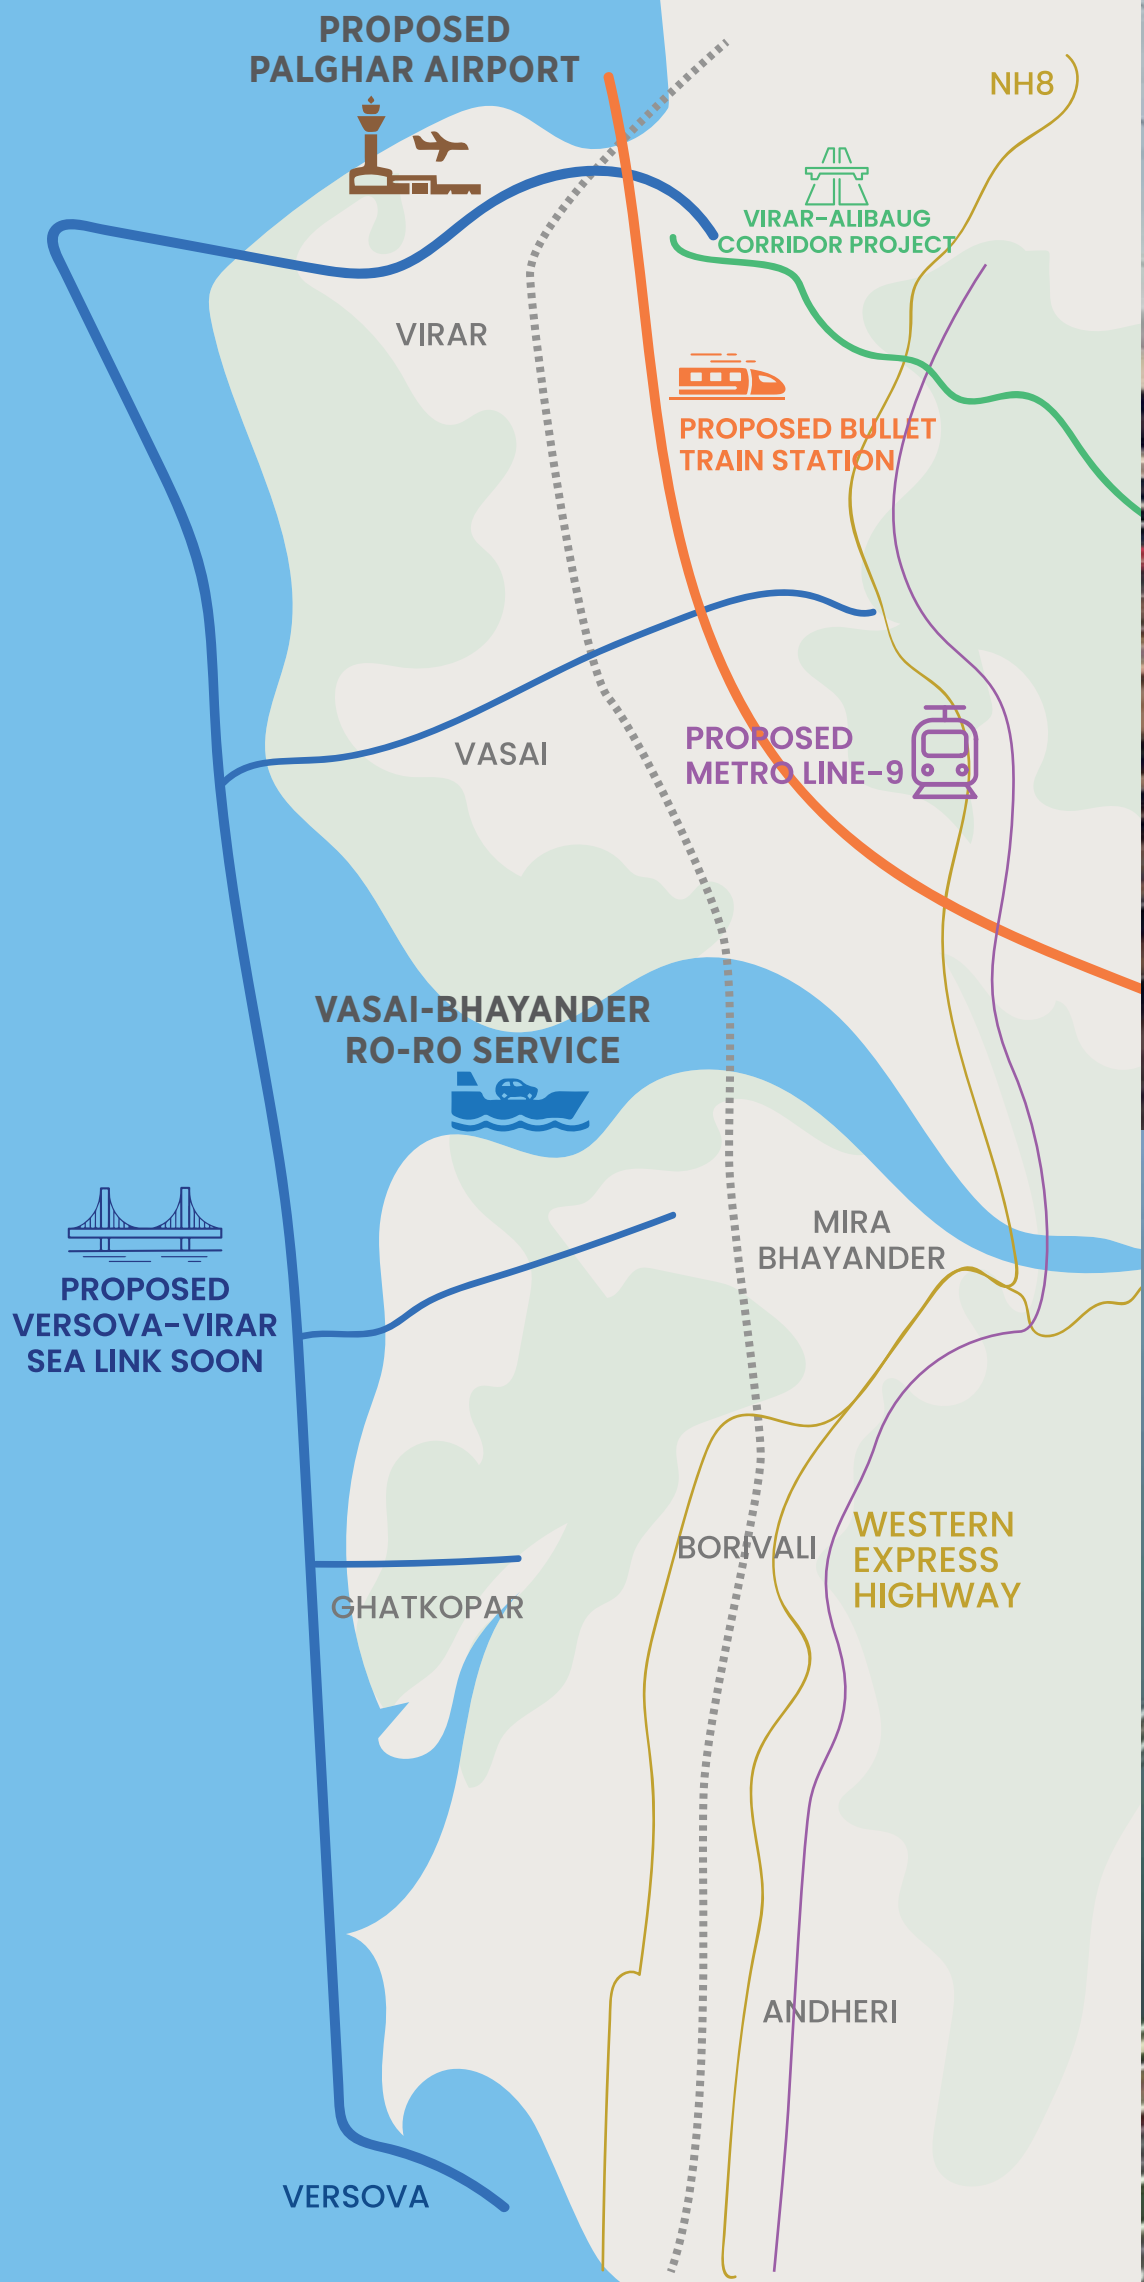 PROPOSED
PALGHAR AIRPORT
NH8
VIRAR-ALIBAUG
CORRIDOR PROJECT
VIRAR
PROPOSED BULLET
TRAIN STATION
PROPOSED
METRO LINE-9
VASAI
VASAI-BHAYANDER
RO-RO SERVICE
MIRA
BHAYANDER
PROPOSED
VERSOVA-VIRAR
SEA LINK SOON
WESTERN
EXPRESS
HIGHWAY
BORIVALI
GHATKOPAR
ANDHERI
VERSOVA